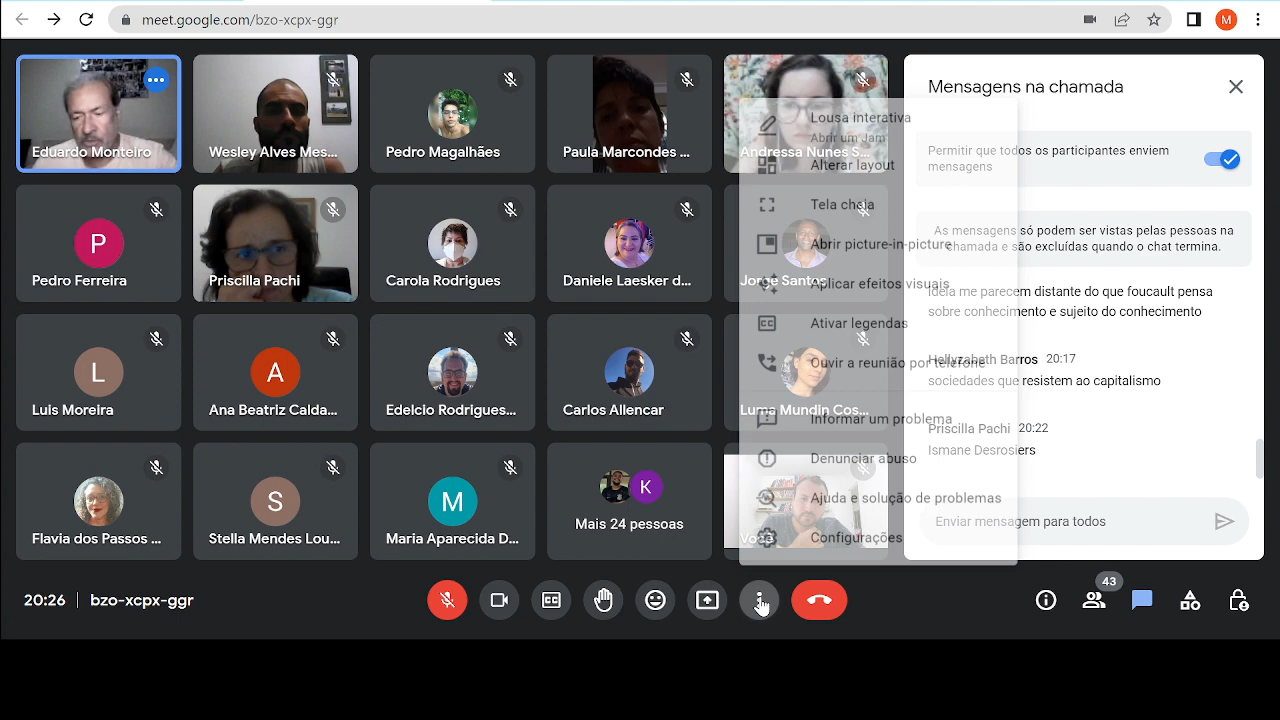 meet.google.com/bzo-xcpx-ggr
M
Eduardo Monteiro
Wesley Alves Mes...
Pedro Magalhães
Paula Marcondes ...
Andressa Nunes S...
P
Pedro Ferreira
Priscilla Pachi
Carola Rodrigues
Daniele Laesker d...
Jorge Santos
L
Luis Moreira
A
Ana Beatriz Calda...
Edelcio Rodrigues...
Carlos Allencar
Luma Mundin Cos...
Flavia dos Passos ...
S
Stella Mendes Lou...
M
Maria Aparecida D...
K
Mais 24 pessoas
Você
Lousa interativa
Abrir um Jam
Alterar layout
Tela cheia
Abrir picture-in-picture
Aplicar efeitos visuais
Ativar legendas
Ouvir a reunião por telefone
Informar um problema
Denunciar abuso
Ajuda e solução de problemas
Configurações
Mensagens na chamada
Permitir que todos os participantes enviem
mensagens
As mensagens só podem ser vistas pelas pessoas na
chamada e são excluídas quando o chat termina.
ideia me parecem distante do que foucault pensa
sobre conhecimento e sujeito do conhecimento
Hellyzabeth Barros 20:17
sociedades que resistem ao capitalismo
Priscilla Pachi 20:22
Ismane Desrosiers
Enviar mensagem para todos
20:26 | bzo-xcpx-ggr
43